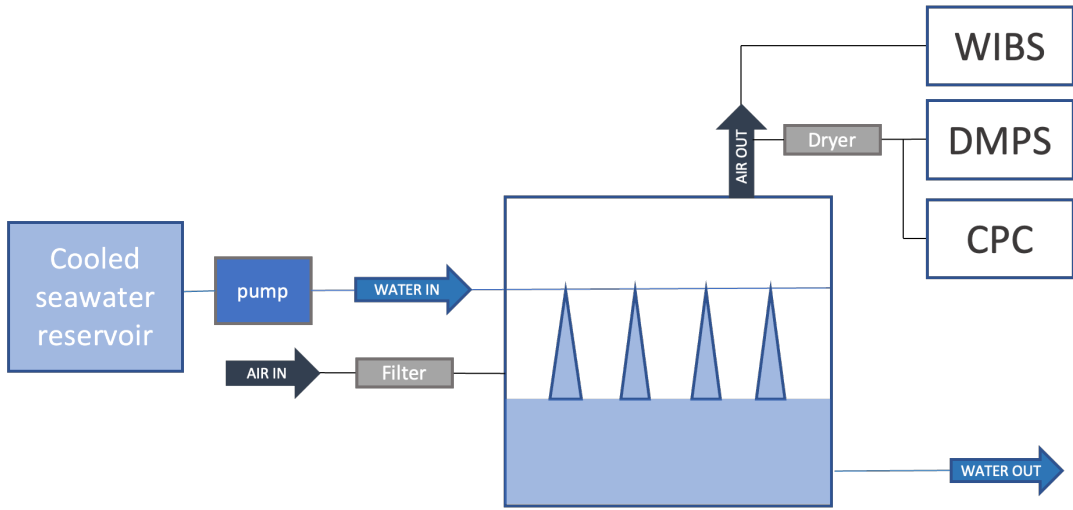 WIBS
AIR OUT
Dryer
DMPS
CPC
Cooled
seawater
reservoir
pump
WATER IN
AIR IN
Filter
WATER OUT